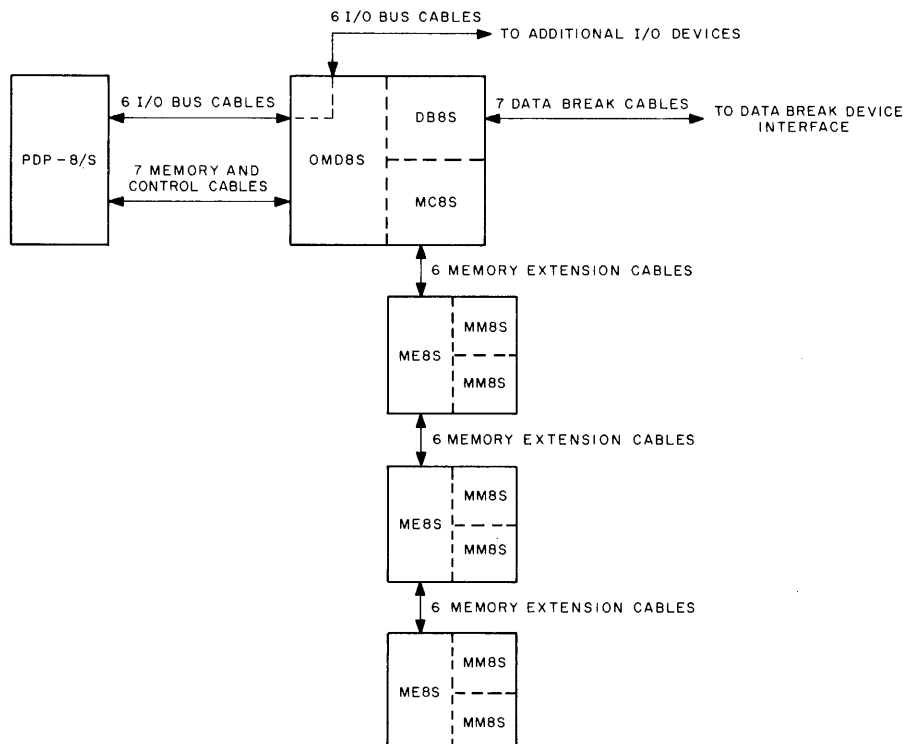 6 I/O BUS CABLES
TO ADDITIONAL I/O DEVICES
6 I/O BUS CABLES
7 DATA BREAK CABLES
TO DATA BREAK DEVICE
INTERFACE
DB8S
PDP-8/S
OMD8S
7 MEMORY AND
CONTROL CABLES
MC8S
6 MEMORY EXTENSION CABLES
ME8S
MM8S
MM8S
6 MEMORY EXTENSION CABLES
ME8S
MM8S
MM8S
6 MEMORY EXTENSION CABLES
ME8S
MM8S
MM8S